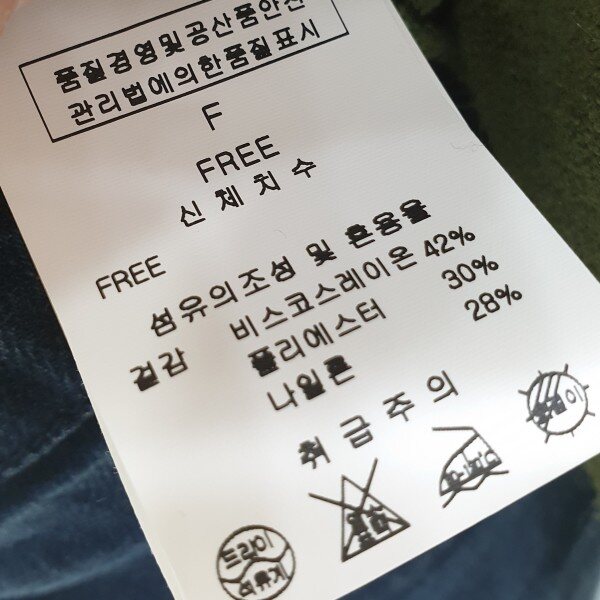 품질경영및공산품안전
관리법에의한품질표시
F
FREE
신체치수
FREE
섬유의조성 및 혼용율
겉감 비스코스레이온 42%
폴리에스터 30%
나일론 28%
취급주의
드라이
석유계